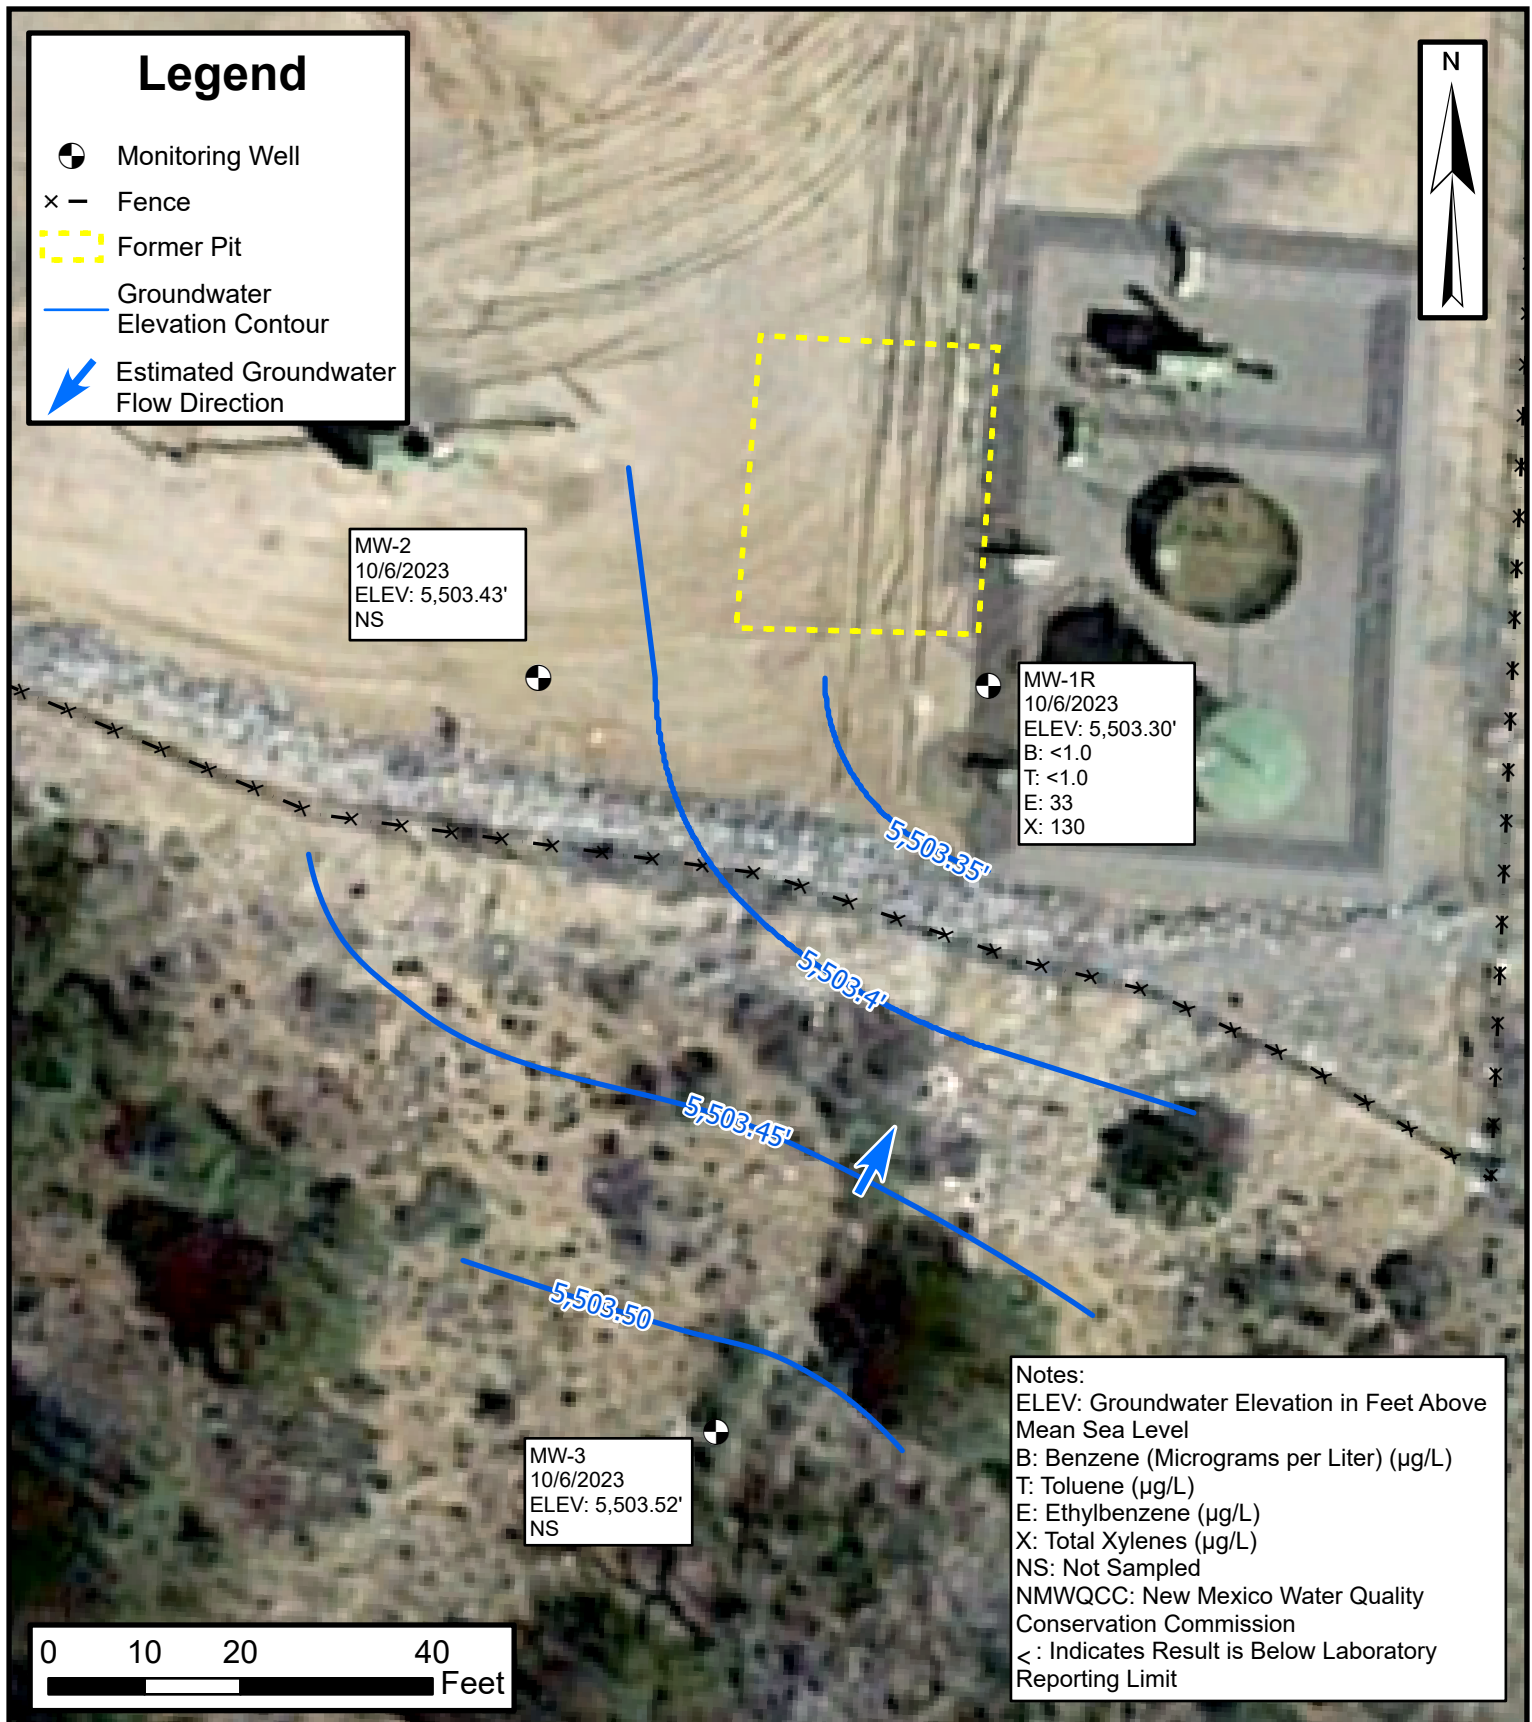 Legend
Monitoring Well
Fence
Former Pit
Groundwater
Elevation Contour
Estimated Groundwater
Flow Direction
N
MW-2
10/6/2023
ELEV: 5,503.43'
NS
MW-1R
10/6/2023
ELEV: 5,503.30'
B: <1.0
T: <1.0
E: 33
X: 130
5,503.35'
5,503.4'
5,503.45'
5,503.50
MW-3
10/6/2023
ELEV: 5,503.52'
NS
Notes:
ELEV: Groundwater Elevation in Feet Above
Mean Sea Level
B: Benzene (Micrograms per Liter) (µg/L)
T: Toluene (µg/L)
E: Ethylbenzene (µg/L)
X: Total Xylenes (µg/L)
NS: Not Sampled
NMWQCC: New Mexico Water Quality
Conservation Commission
< : Indicates Result is Below Laboratory
Reporting Limit
0 10 20 40
Feet